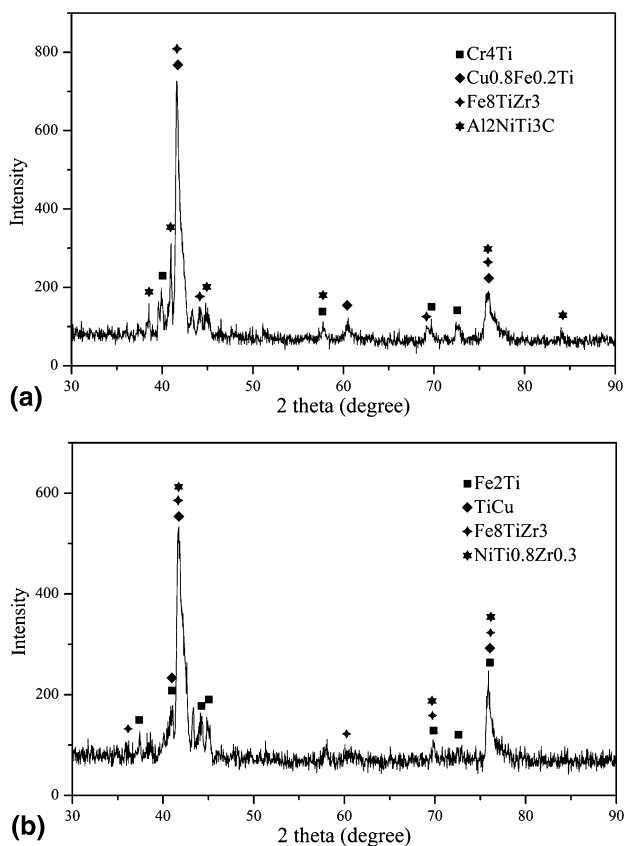 800
600
400
200
0
Intensity
■ Cr4Ti
◆ Cu0.8Fe0.2Ti
✦ Fe8TiZr3
✶ Al2NiTi3C
30 40 50 60 70 80 90
2 theta (degree)
(a)
600
400
200
0
Intensity
■ Fe2Ti
◆ TiCu
✦ Fe8TiZr3
✶ NiTi0.8Zr0.3
30 40 50 60 70 80 90
2 theta (degree)
(b)